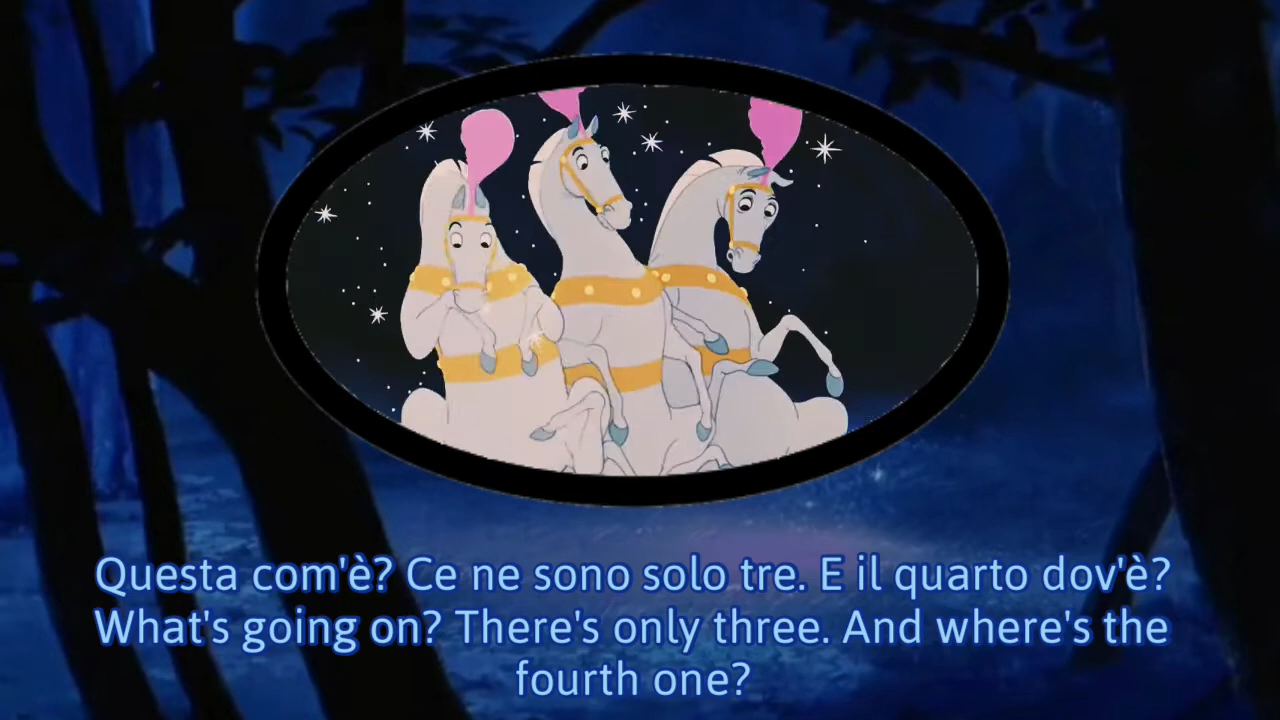 Questa com'è? Ce ne sono solo tre. E il quarto dov'è?
What's going on? There's only three. And where's the
fourth one?